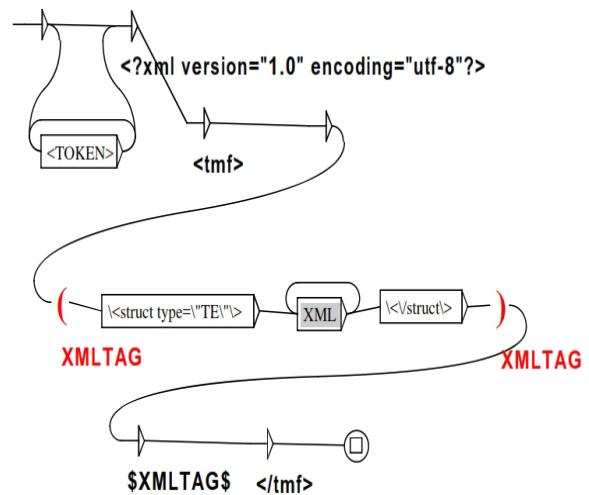 <?xml version="1.0" encoding="utf-8"?>
<TOKEN>
<tmf>
( \<struct type=\"TE\"\> XML \<\/struct\> )
XMLTAG XMLTAG
$XMLTAG$ </tmf>